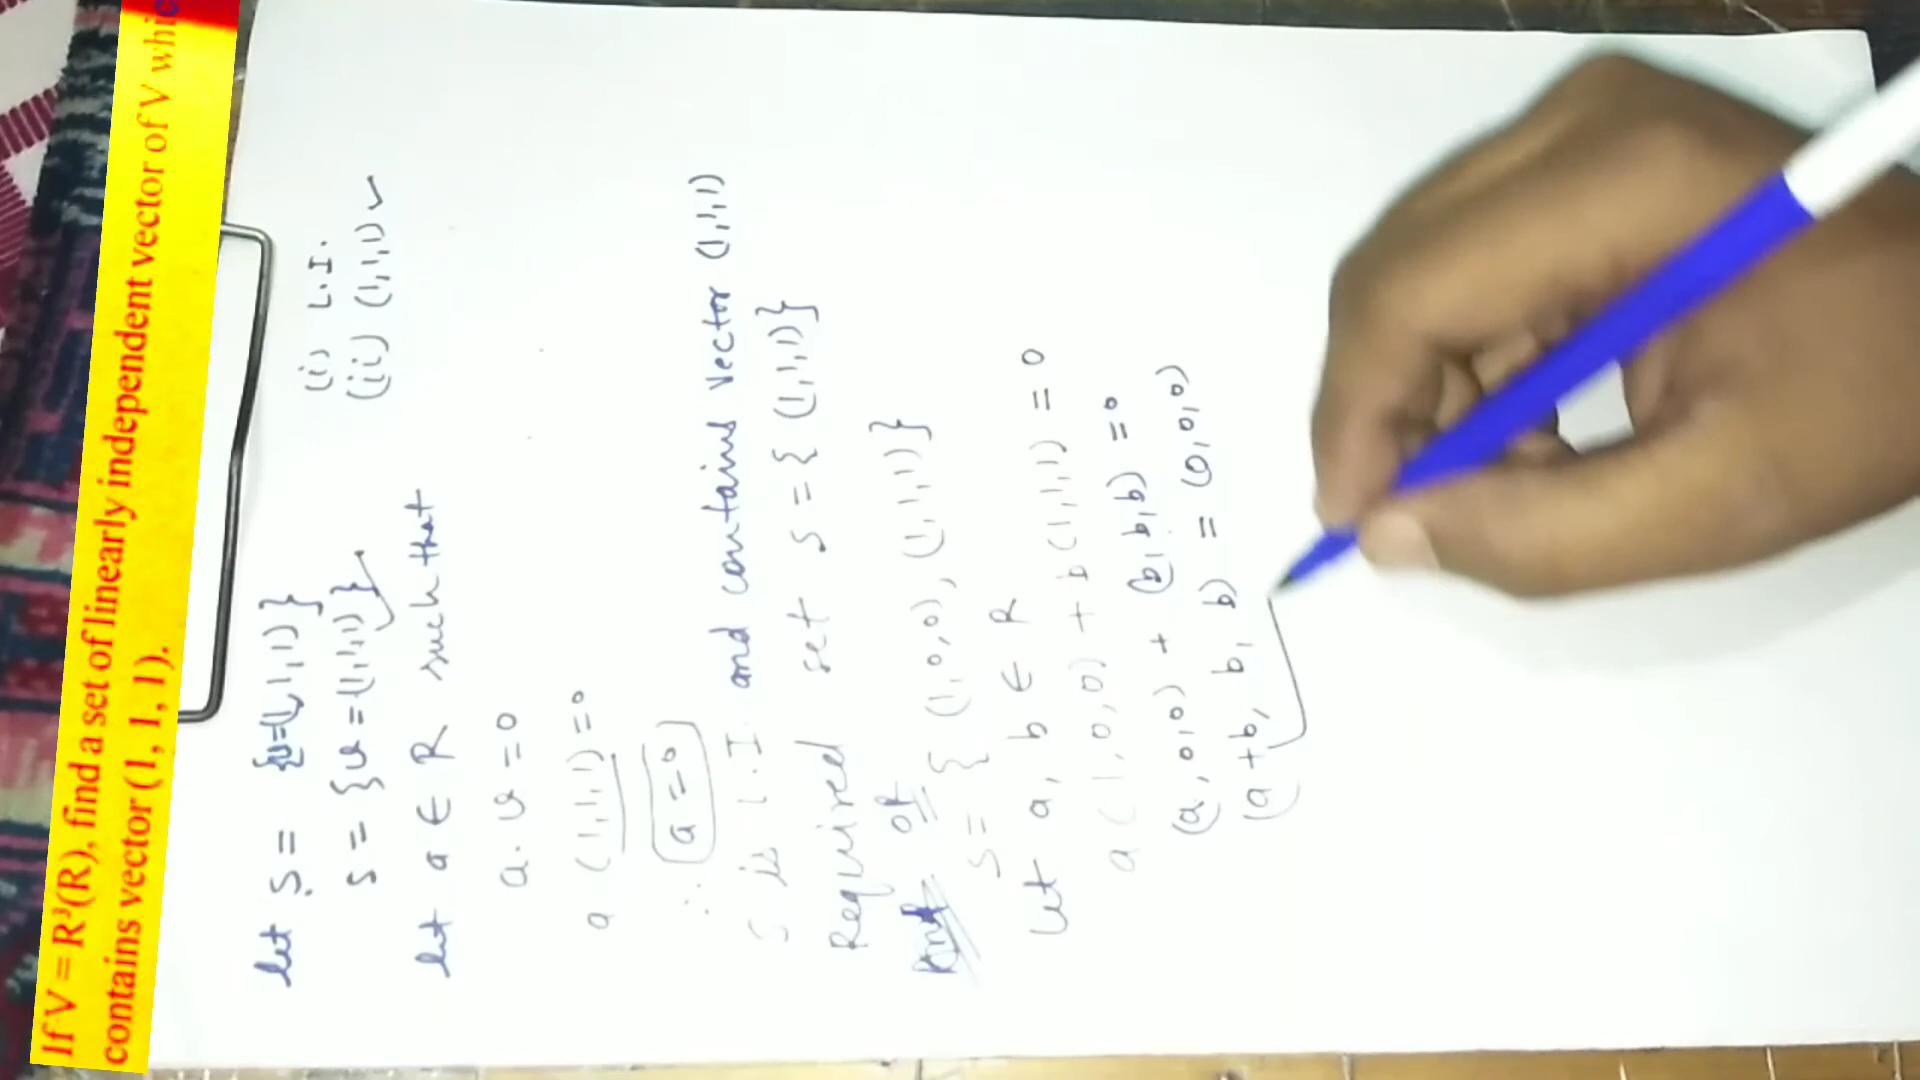 If V = R³(R), find a set of linearly independent vector of V whic
contains vector (1, 1, 1).
let S = {v=(1,1,1)}
(i) L.I.
S = {v = (1,1,1)}
(ii) (1,1,1) ✓
let a ∈ R such that
a.v = 0
a (1,1,1) = 0
∴ a = 0
S is L.I. and contains vector (1,1,1)
Required set S = { (1,1,1)}
or
S = { (1,0,0), (1,1,1)}
Let a, b ∈ R
a (1,0,0) + b(1,1,1) = 0
(a,0,0) + (b,b,b) = 0
(a+b, b, b) = (0,0,0)